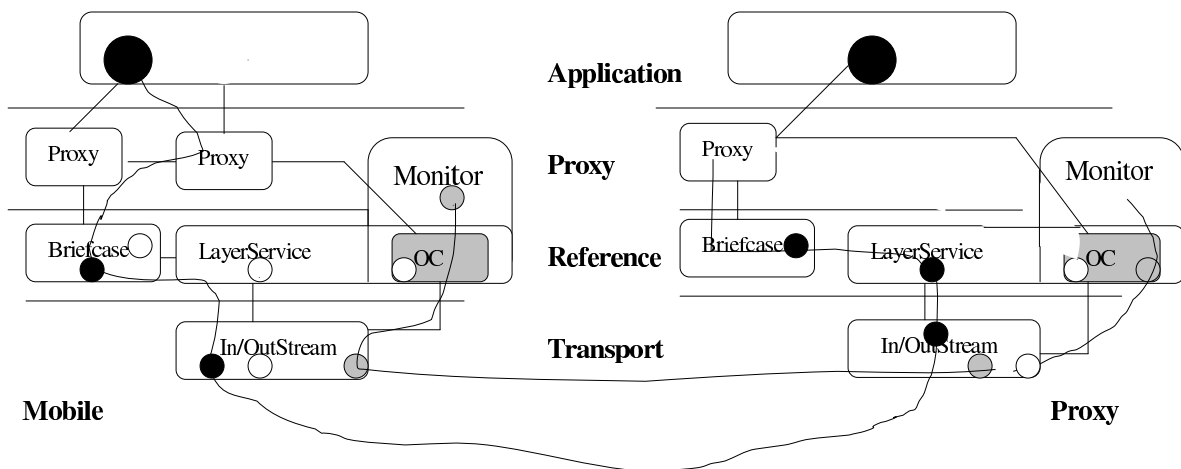 Application
Proxy
Proxy
Monitor
Proxy
Proxy
Monitor
Briefcase
LayerService
OC
Reference
Briefcase
LayerService
OC
In/OutStream
Transport
In/OutStream
Mobile
Proxy